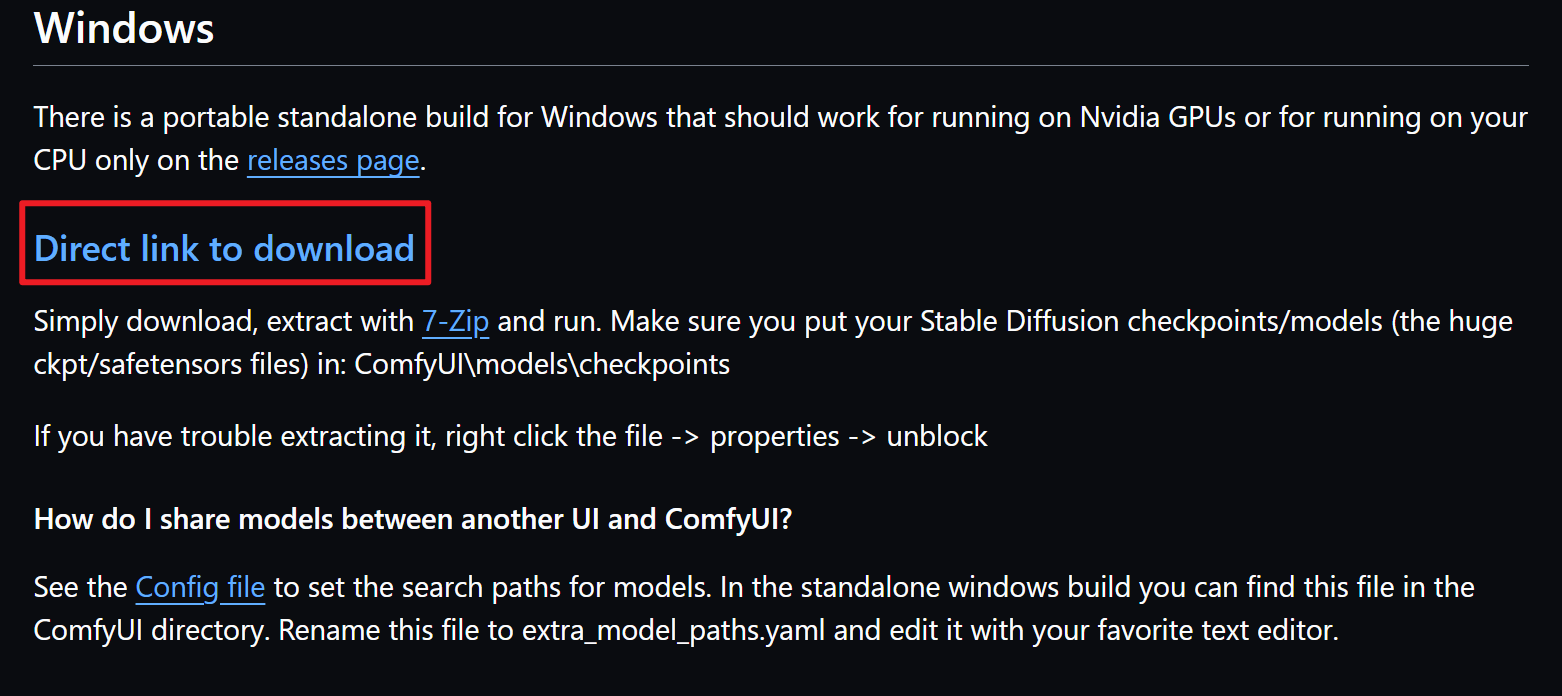 Windows
There is a portable standalone build for Windows that should work for running on Nvidia GPUs or for running on your
CPU only on the releases page.
Direct link to download
Simply download, extract with 7-Zip and run. Make sure you put your Stable Diffusion checkpoints/models (the huge
ckpt/safetensors files) in: ComfyUI\models\checkpoints
If you have trouble extracting it, right click the file -> properties -> unblock
How do I share models between another UI and ComfyUI?
See the Config file to set the search paths for models. In the standalone windows build you can find this file in the
ComfyUI directory. Rename this file to extra_model_paths.yaml and edit it with your favorite text editor.